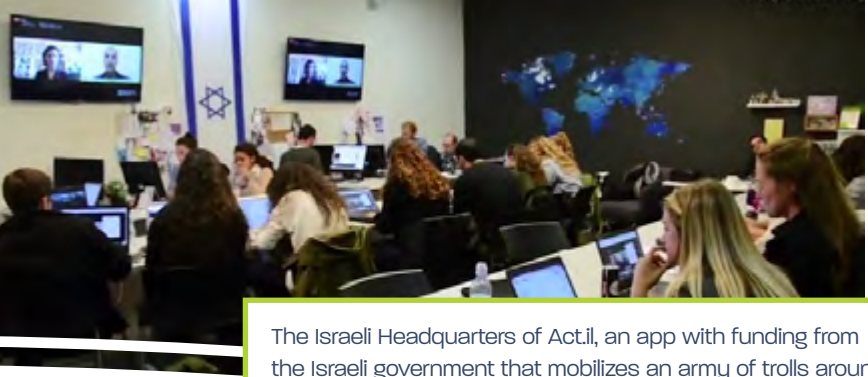 The Israeli Headquarters of Act.il, an app with funding from
the Israeli government that mobilizes an army of trolls